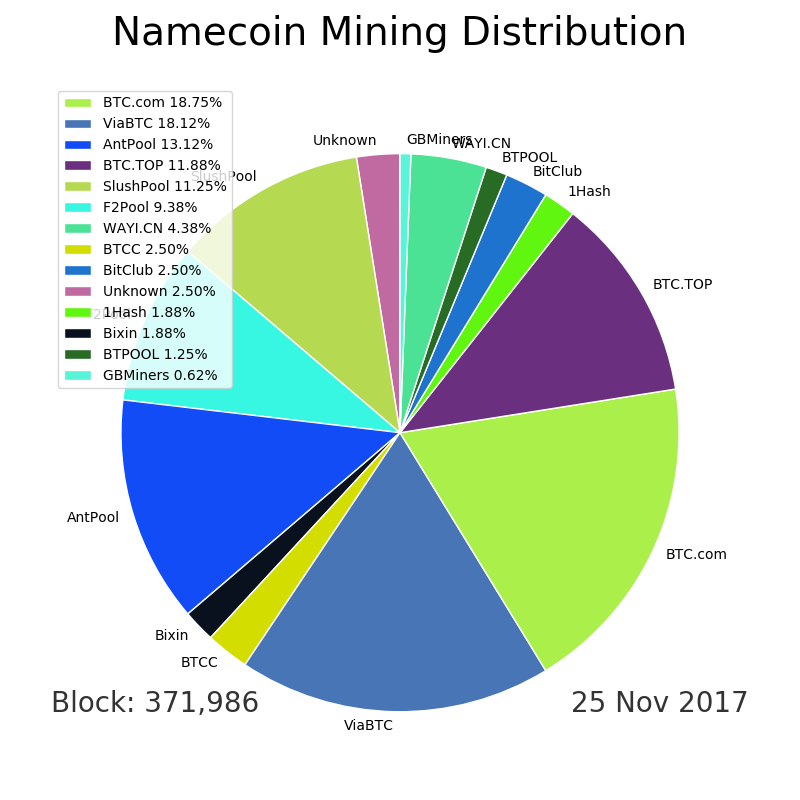 Namecoin Mining Distribution
BTC.com 18.75%
ViaBTC 18.12%
AntPool 13.12%
BTC.TOP 11.88%
SlushPool 11.25%
F2Pool 9.38%
WAYI.CN 4.38%
BTCC 2.50%
BitClub 2.50%
Unknown 2.50%
1Hash 1.88%
Bixin 1.88%
BTPOOL 1.25%
GBMiners 0.62%
Unknown
GBMiners
WAYI.CN
BTPOOL
BitClub
1Hash
SlushPool
BTC.TOP
AntPool
BTC.com
Bixin
BTCC
ViaBTC
Block: 371,986
25 Nov 2017